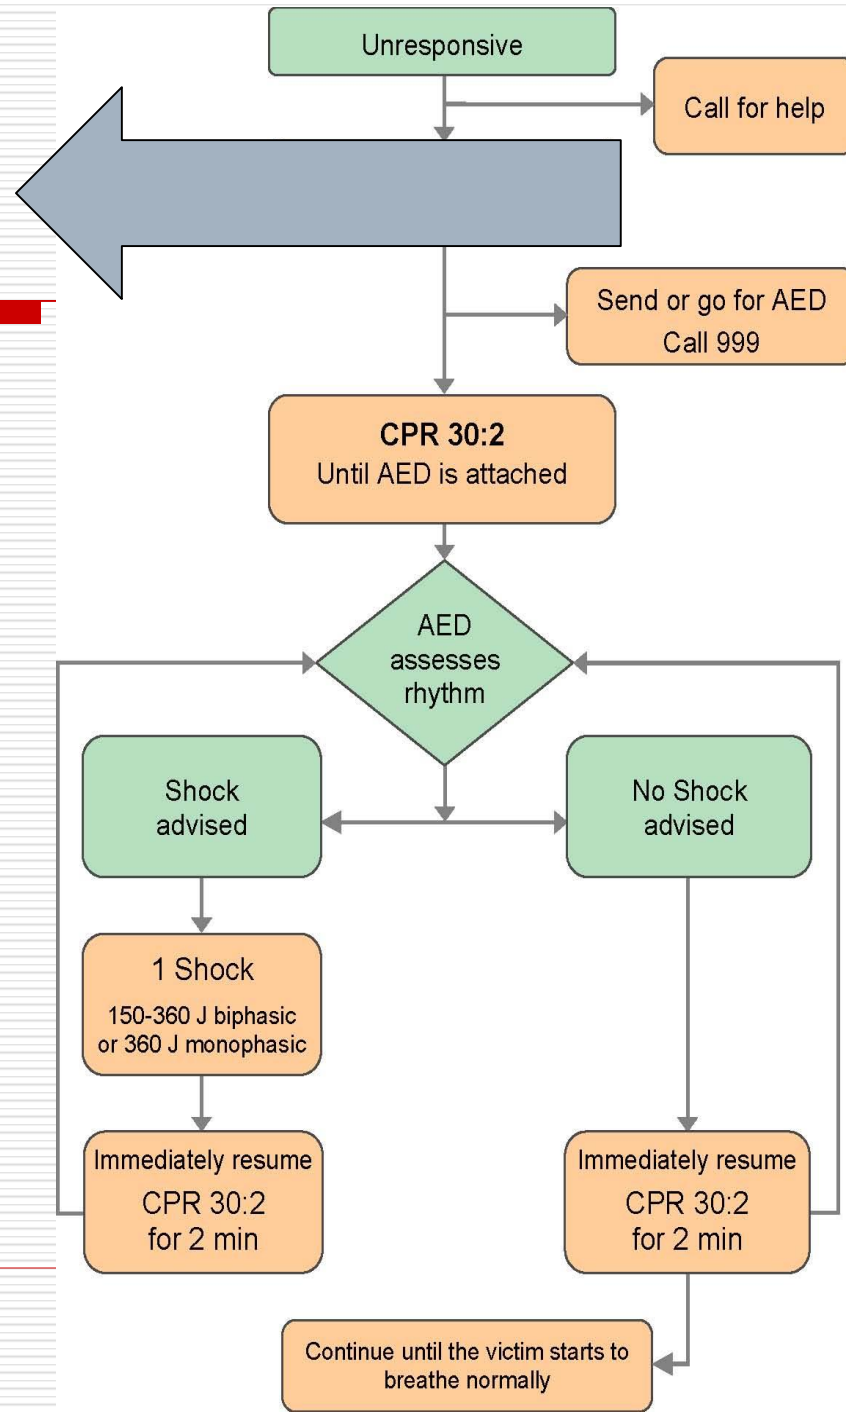 Unresponsive
Call for help
Send or go for AED
Call 999
CPR 30:2
Until AED is attached
AED
assesses
rhythm
Shock
advised
No Shock
advised
1 Shock
150-360 J biphasic
or 360 J monophasic
Immediately resume
CPR 30:2
for 2 min
Immediately resume
CPR 30:2
for 2 min
Continue until the victim starts to
breathe normally